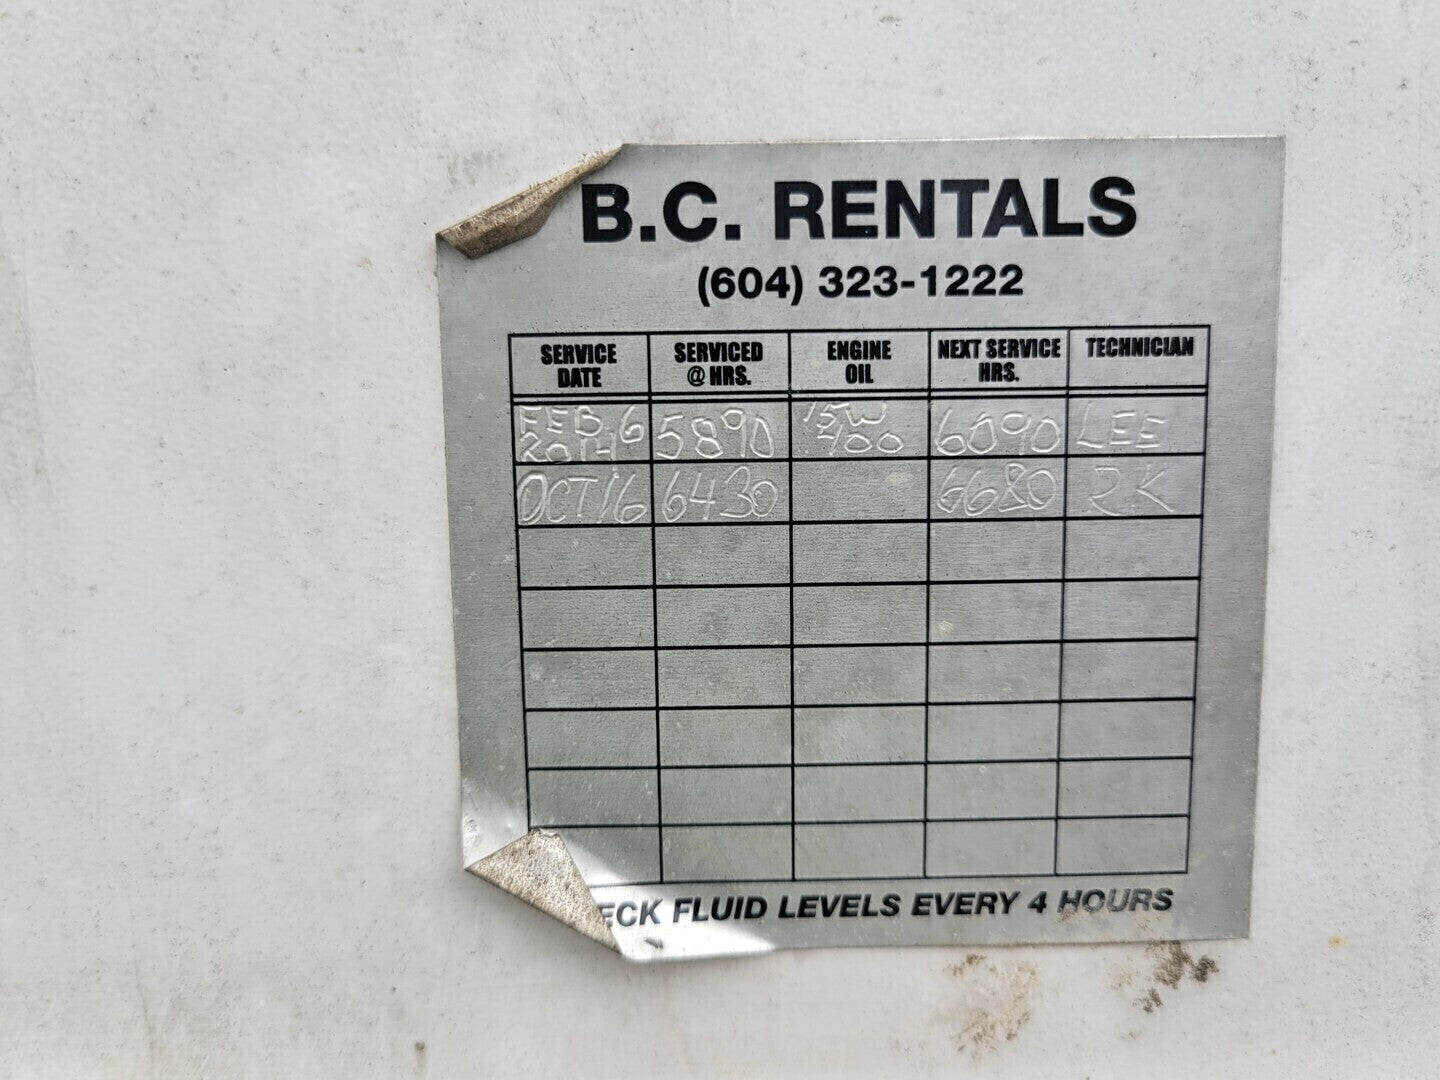 B.C. RENTALS
(604) 323-1222
SERVICE DATE SERVICED @ HRS. ENGINE OIL NEXT SERVICE HRS. TECHNICIAN
FEB 6 2014 5890 15W 400 6090 LEE
OCT 16 6430 6680 R.K
ECK FLUID LEVELS EVERY 4 HOURS